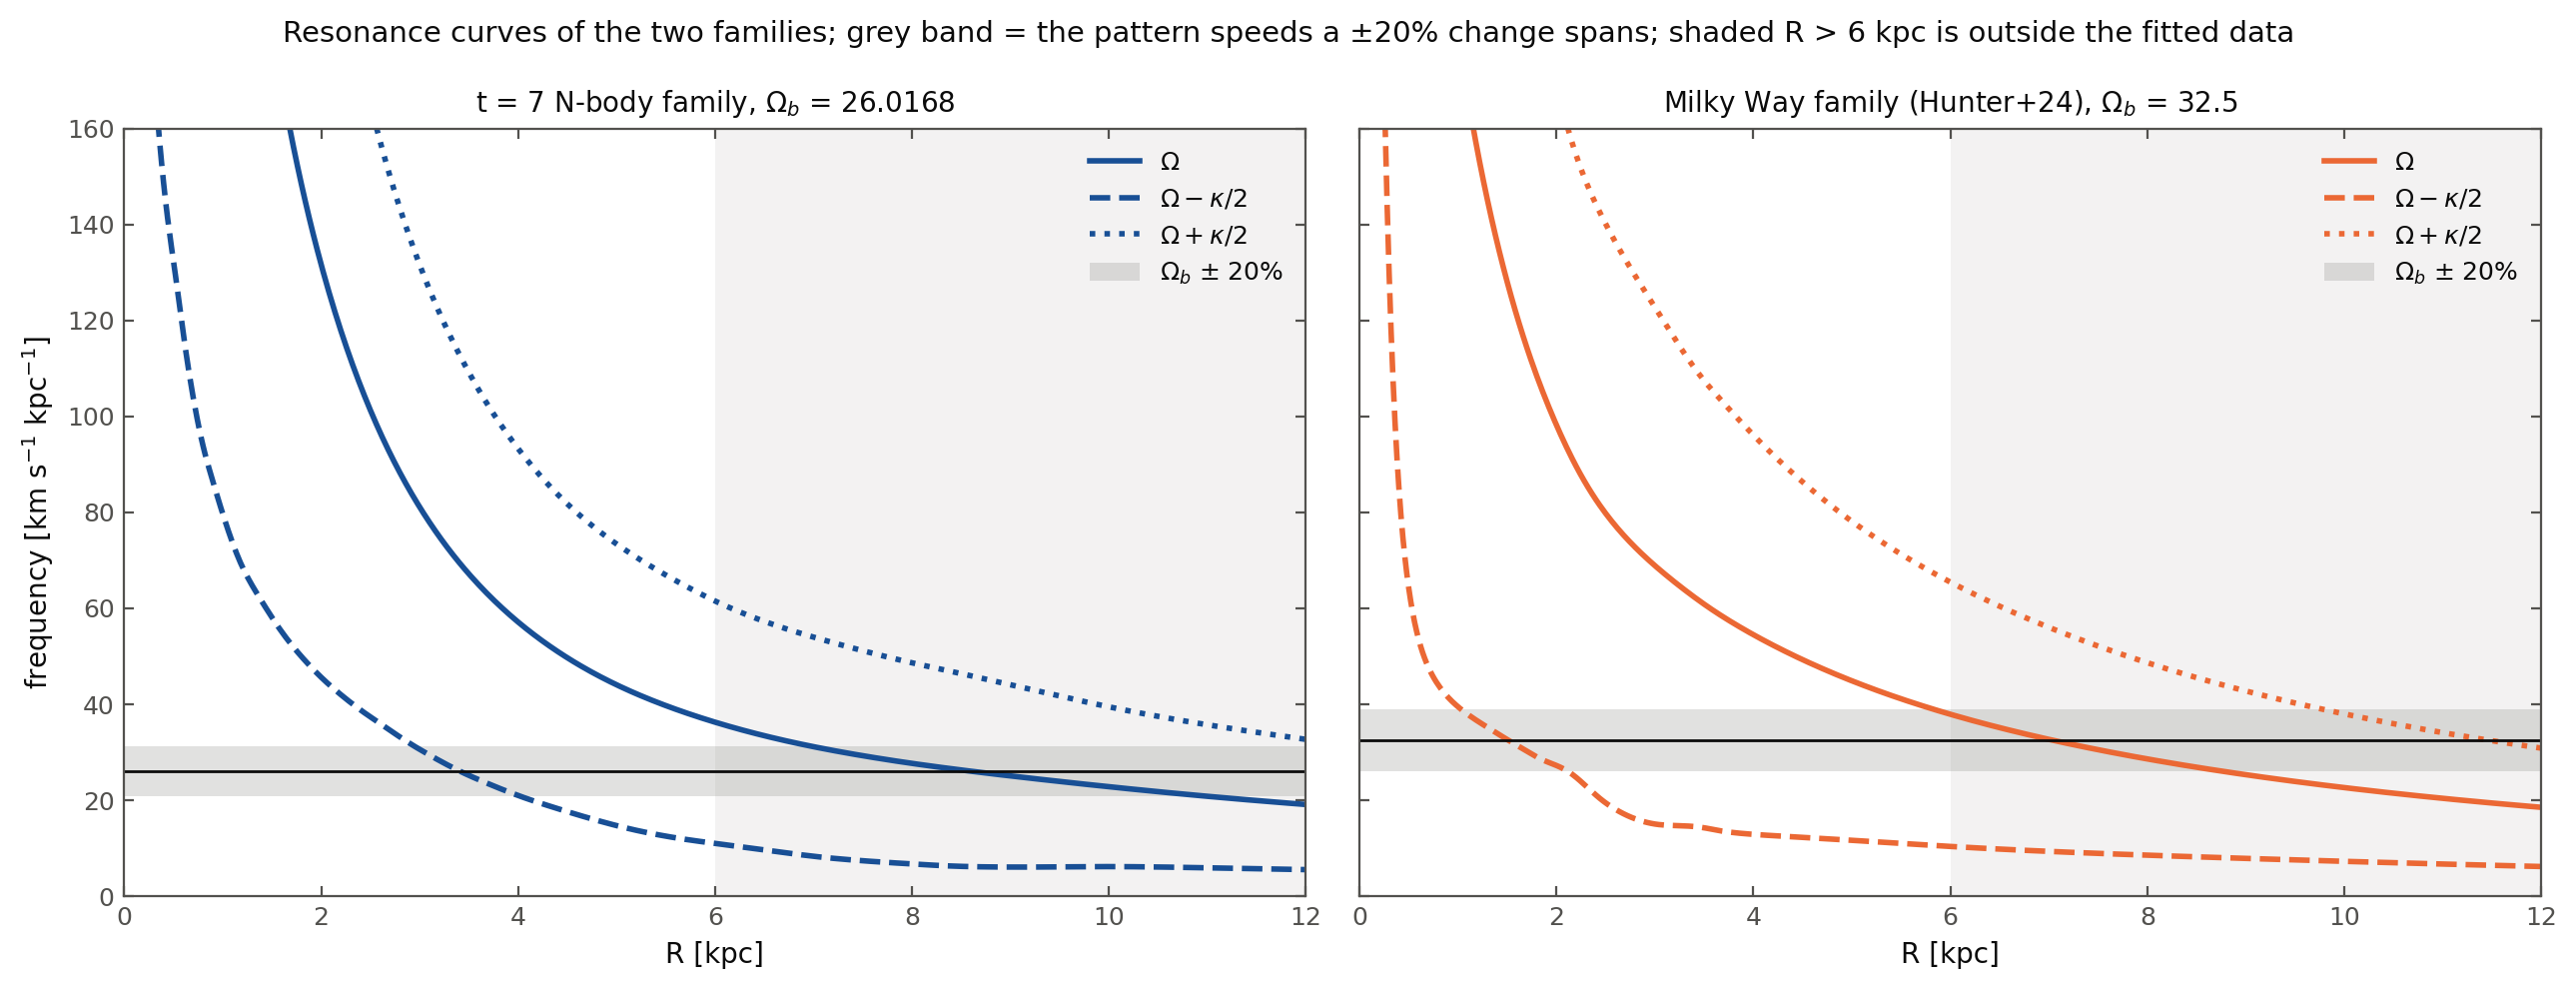 Resonance curves of the two families; grey band = the pattern speeds a ±20% change spans; shaded R > 6 kpc is outside the fitted data
t = 7 N-body family, Ω_b = 26.0168
160
140
120
100
80
60
40
20
0
frequency [km s⁻¹ kpc⁻¹]
Ω
Ω − κ/2
Ω + κ/2
Ω_b ± 20%
0 2 4 6 8 10 12
R [kpc]
Milky Way family (Hunter+24), Ω_b = 32.5
Ω
Ω − κ/2
Ω + κ/2
Ω_b ± 20%
0 2 4 6 8 10 12
R [kpc]